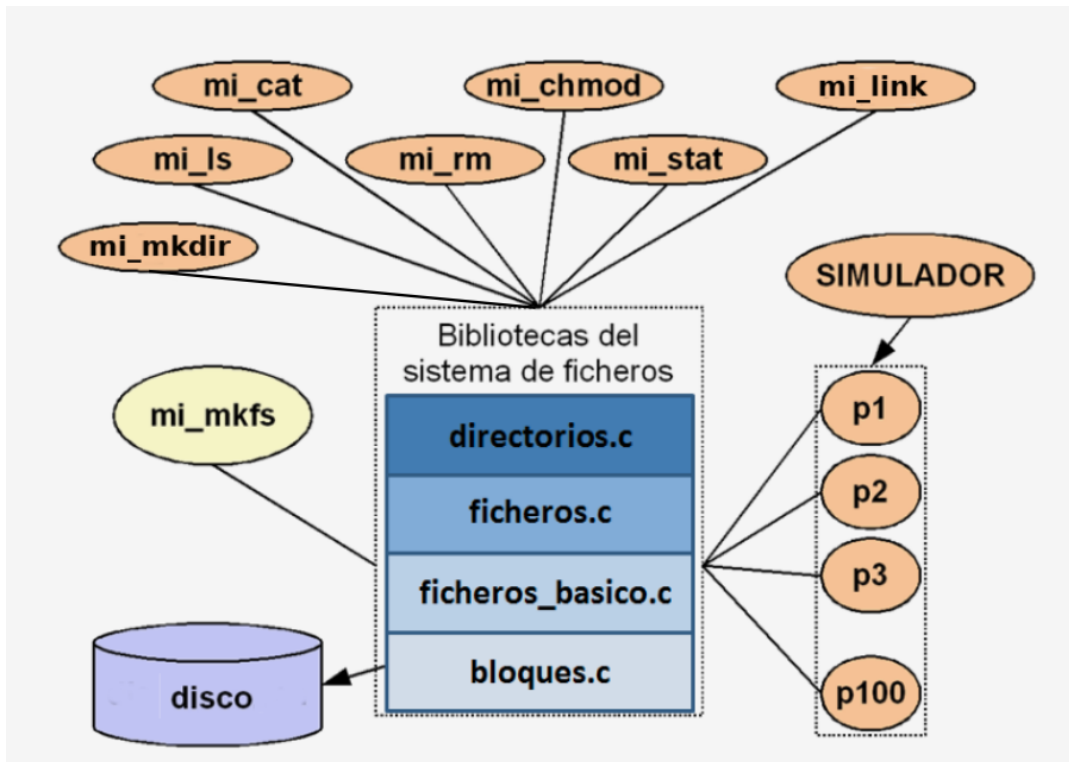 mi_cat
mi_chmod
mi_link
mi_ls
mi_rm
mi_stat
mi_mkdir
SIMULADOR
Bibliotecas del
sistema de ficheros
mi_mkfs
directorios.c
ficheros.c
ficheros_basico.c
bloques.c
disco
p1
p2
p3
p100